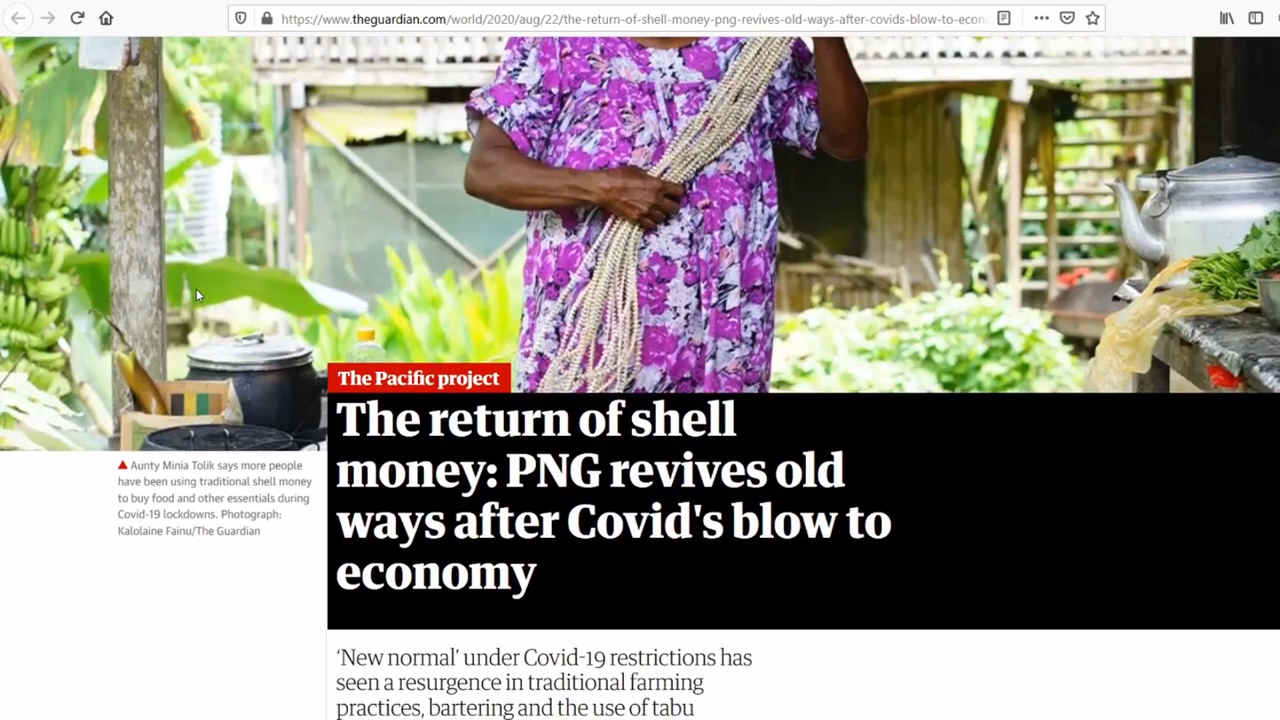 https://www.theguardian.com/world/2020/aug/22/the-return-of-shell-money-png-revives-old-ways-after-covids-blow-to-econ
The Pacific project
The return of shell
money: PNG revives old
ways after Covid's blow to
economy
▲ Aunty Minia Tolik says more people
have been using traditional shell money
to buy food and other essentials during
Covid-19 lockdowns. Photograph:
Kalolaine Fainu/The Guardian
‘New normal’ under Covid-19 restrictions has
seen a resurgence in traditional farming
practices, bartering and the use of tabu